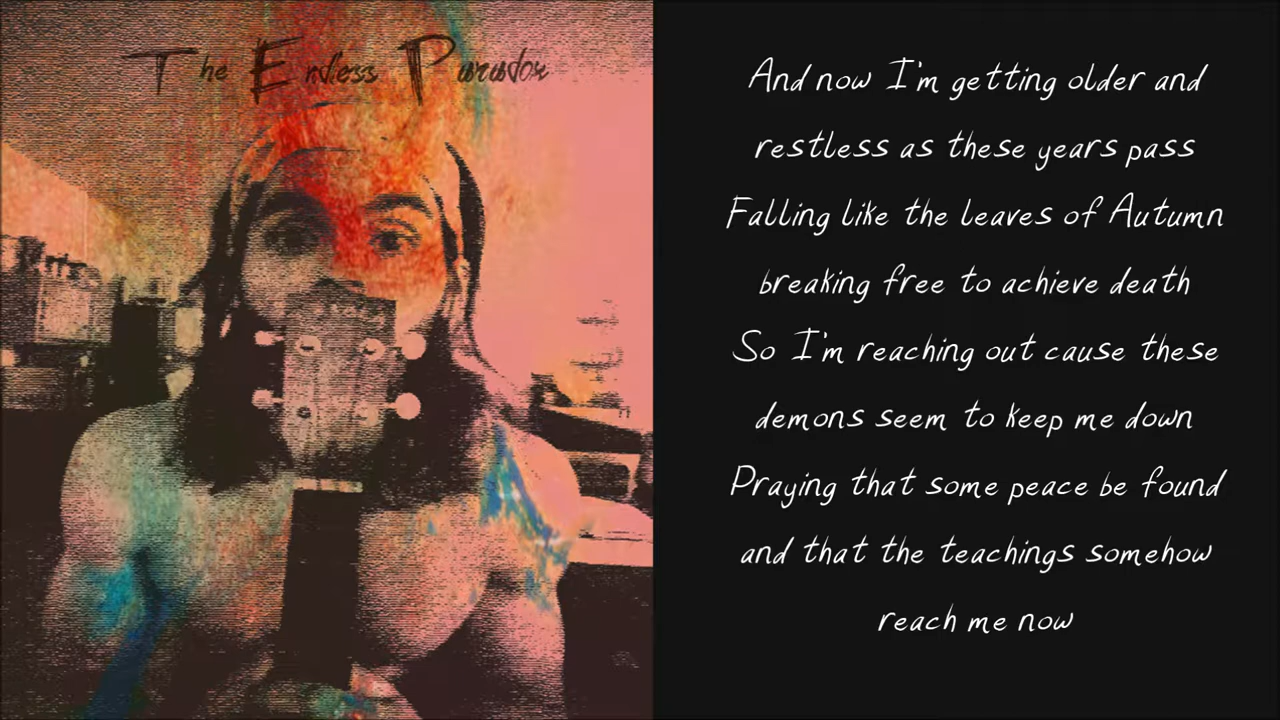 The Endless Paradox
And now I'm getting older and
restless as these years pass
Falling like the leaves of Autumn
breaking free to achieve death
So I'm reaching out cause these
demons seem to keep me down
Praying that some peace be found
and that the teachings somehow
reach me now